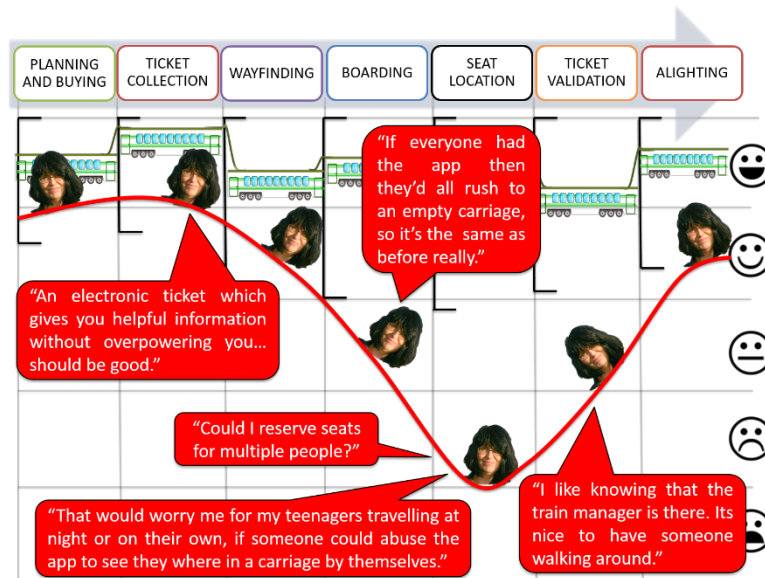 PLANNING
AND BUYING
TICKET
COLLECTION
WAYFINDING
BOARDING
SEAT
LOCATION
TICKET
VALIDATION
ALIGHTING
“If everyone had
the app then
they’d all rush to
an empty carriage,
so it’s the same as
before really.”
“An electronic ticket which
gives you helpful information
without overpowering you…
should be good.”
“Could I reserve seats
for multiple people?”
“That would worry me for my teenagers travelling at
night or on their own, if someone could abuse the
app to see they where in a carriage by themselves.”
“I like knowing that the
train manager is there. Its
nice to have someone
walking around.”